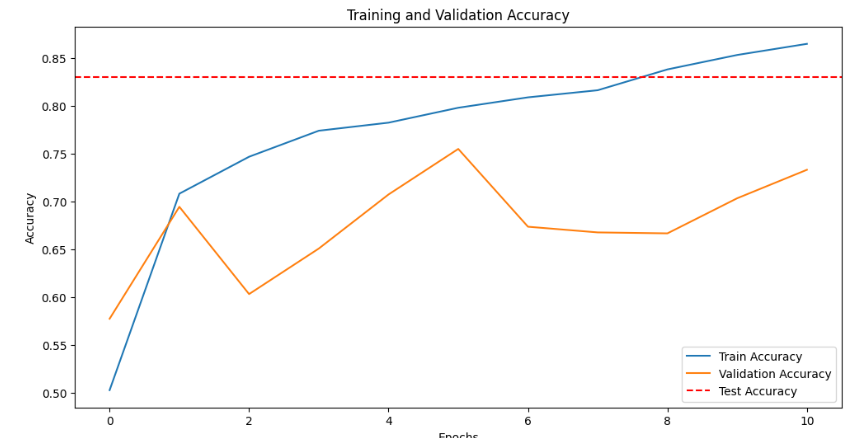 Training and Validation Accuracy
0.85
0.80
0.75
0.70
0.65
0.60
0.55
0.50
Accuracy
Train Accuracy
Validation Accuracy
Test Accuracy
0 2 4 6 8 10
Epochs